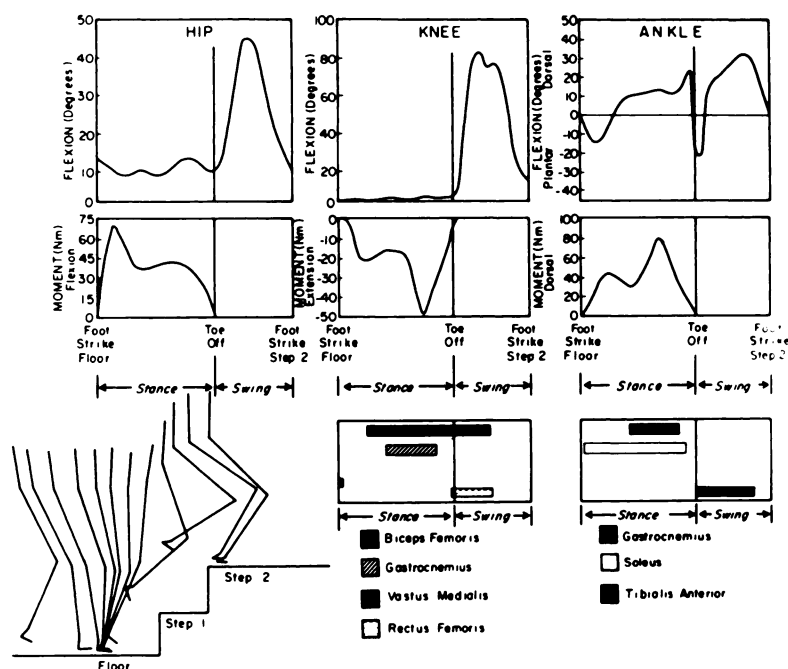 HIP
KNEE
ANKLE
FLEXION (Degrees)
50
40
30
20
10
0
FLEXION (Degrees)
100
80
60
40
20
0
FLEXION (Degrees)
Plantar Dorsal
50
40
30
20
10
0
-10
-20
-30
-40
MOMENT (Nm)
Flexion
75
60
45
30
15
0
MOMENT (Nm)
Extension
0
-10
-20
-30
-40
-50
MOMENT (Nm)
Dorsal
100
80
60
40
20
0
Foot Strike Floor
Toe Off
Foot Strike Step 2
Foot Strike Floor
Toe Off
Foot Strike Step 2
Foot Strike Floor
Toe Off
Foot Strike Step 2
Stance
Swing
Stance
Swing
Stance
Swing
Stance
Swing
Stance
Swing
Biceps Femoris
Gastrocnemius
Vastus Medialis
Rectus Femoris
Gastrocnemius
Soleus
Tibialis Anterior
Step 2
Step 1
Floor